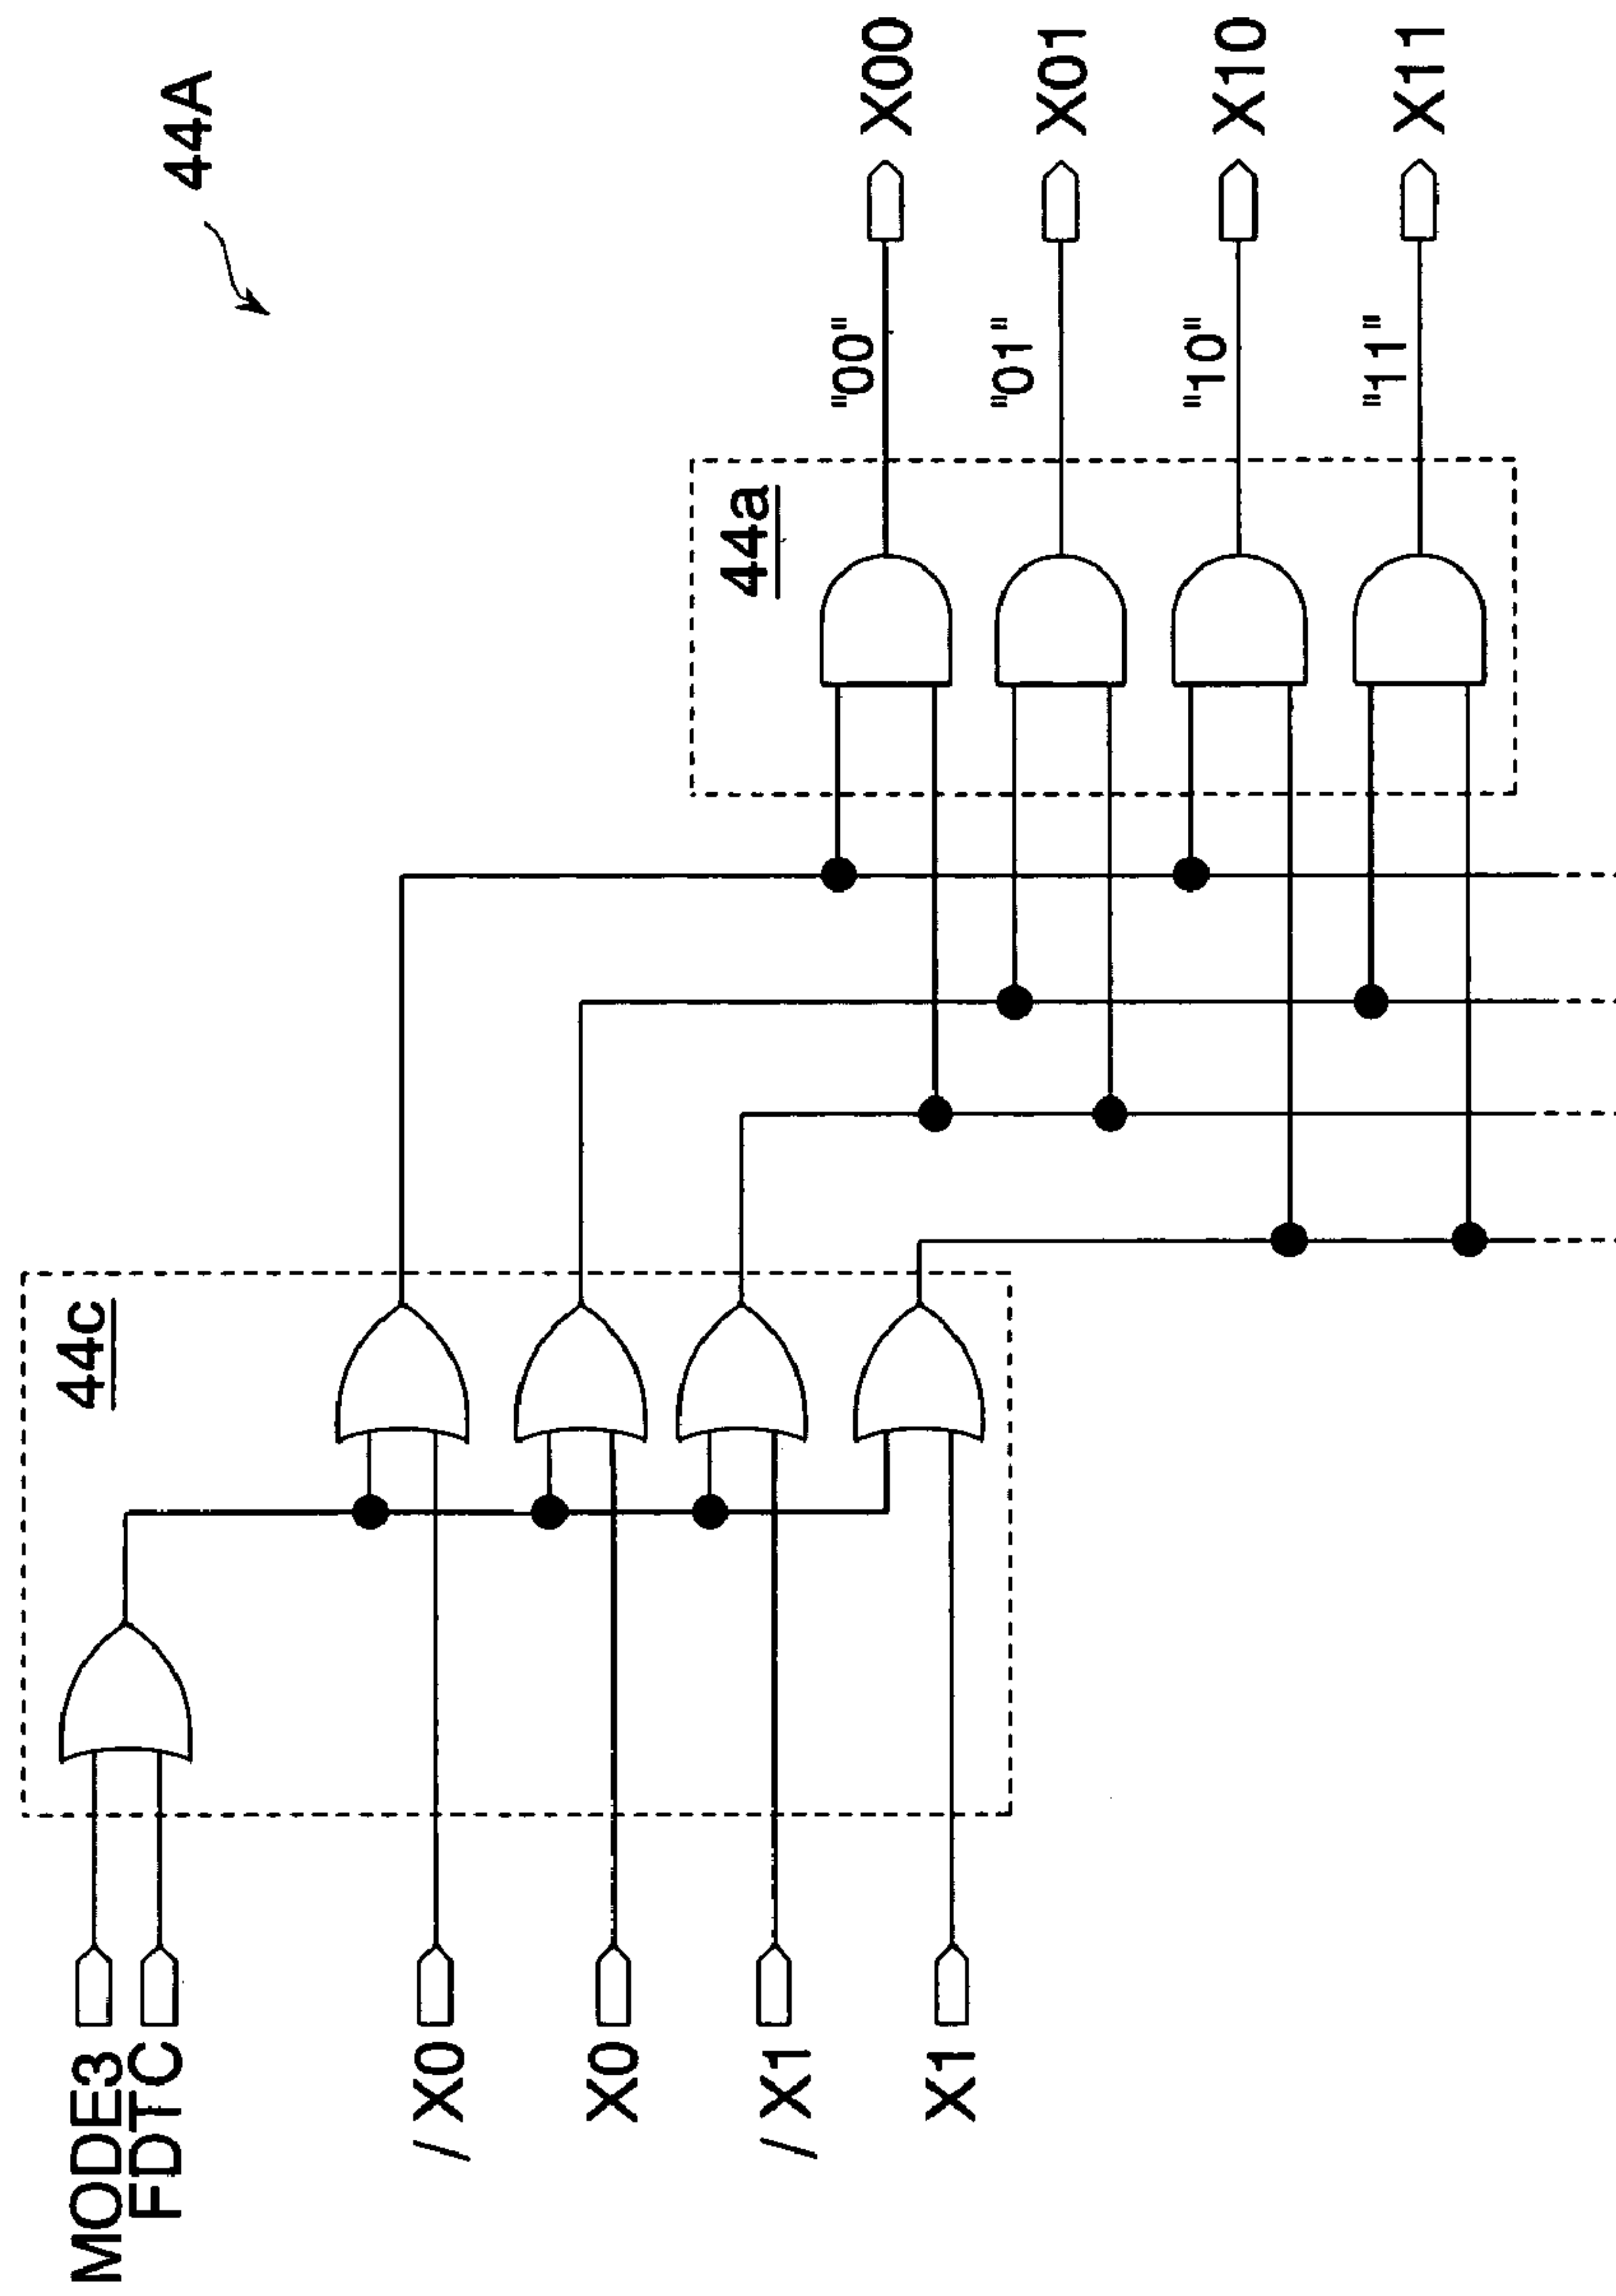 44A
44c
MODE3
FDTC
/X0
X0
/X1
X1
44a
"00"
X00
"01"
X01
"10"
X10
"11"
X11